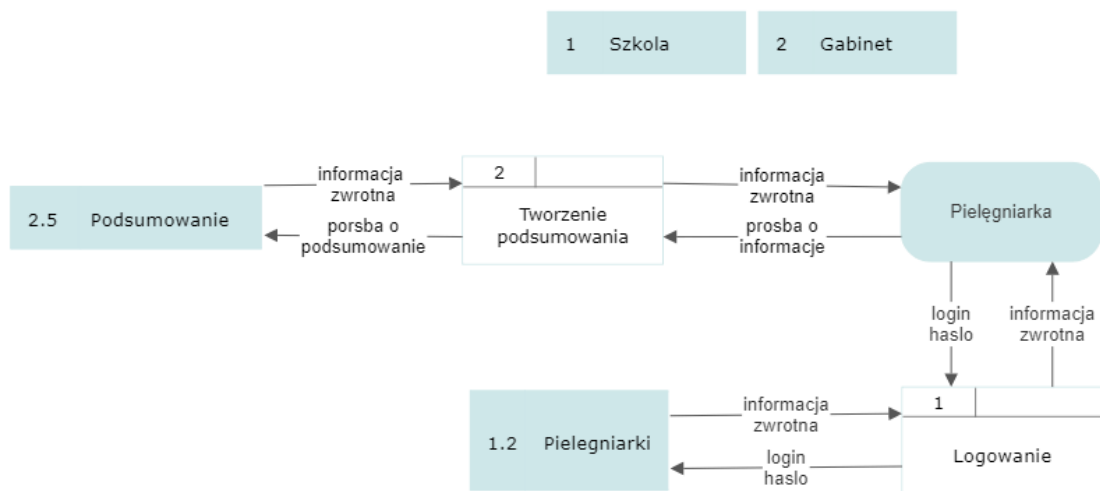 1 Szkola
2 Gabinet
informacja
zwrotna
2
informacja
zwrotna
2.5 Podsumowanie
Tworzenie
podsumowania
Pielęgniarka
porsba o
podsumowanie
prosba o
informacje
login
haslo
informacja
zwrotna
1.2 Pielegniarki
informacja
zwrotna
1
login
haslo
Logowanie